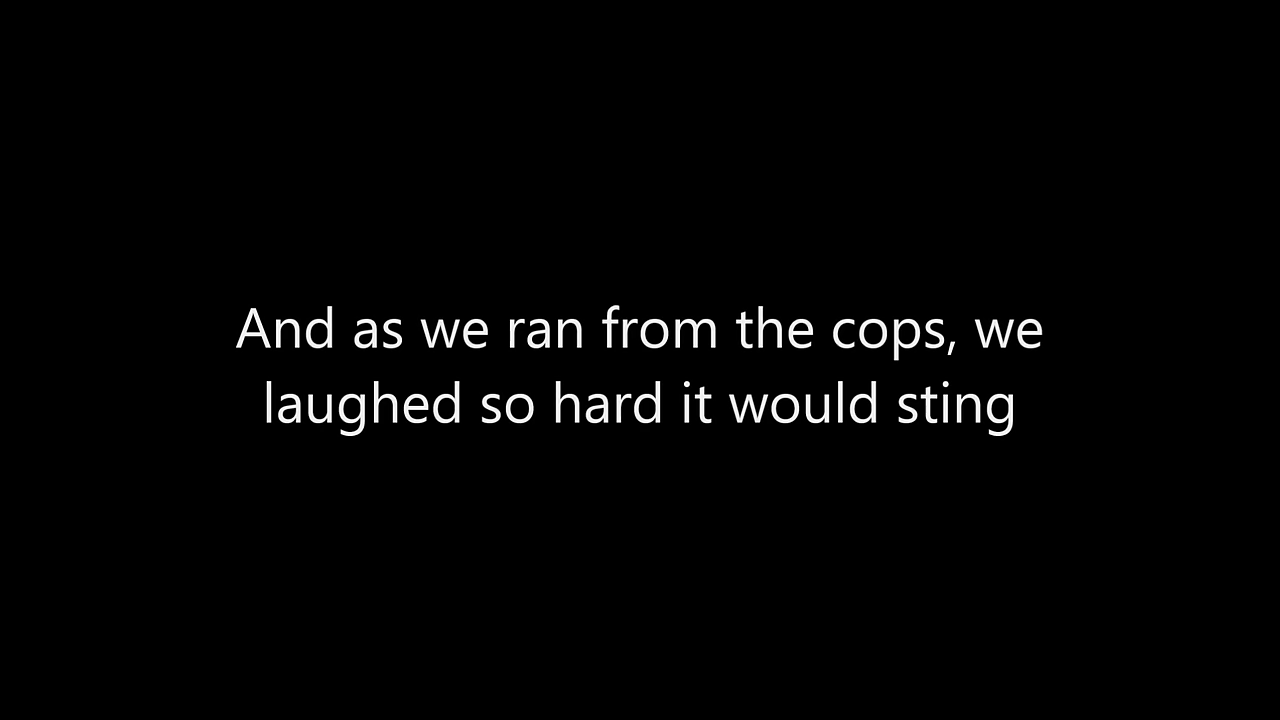 And as we ran from the cops, we
laughed so hard it would sting